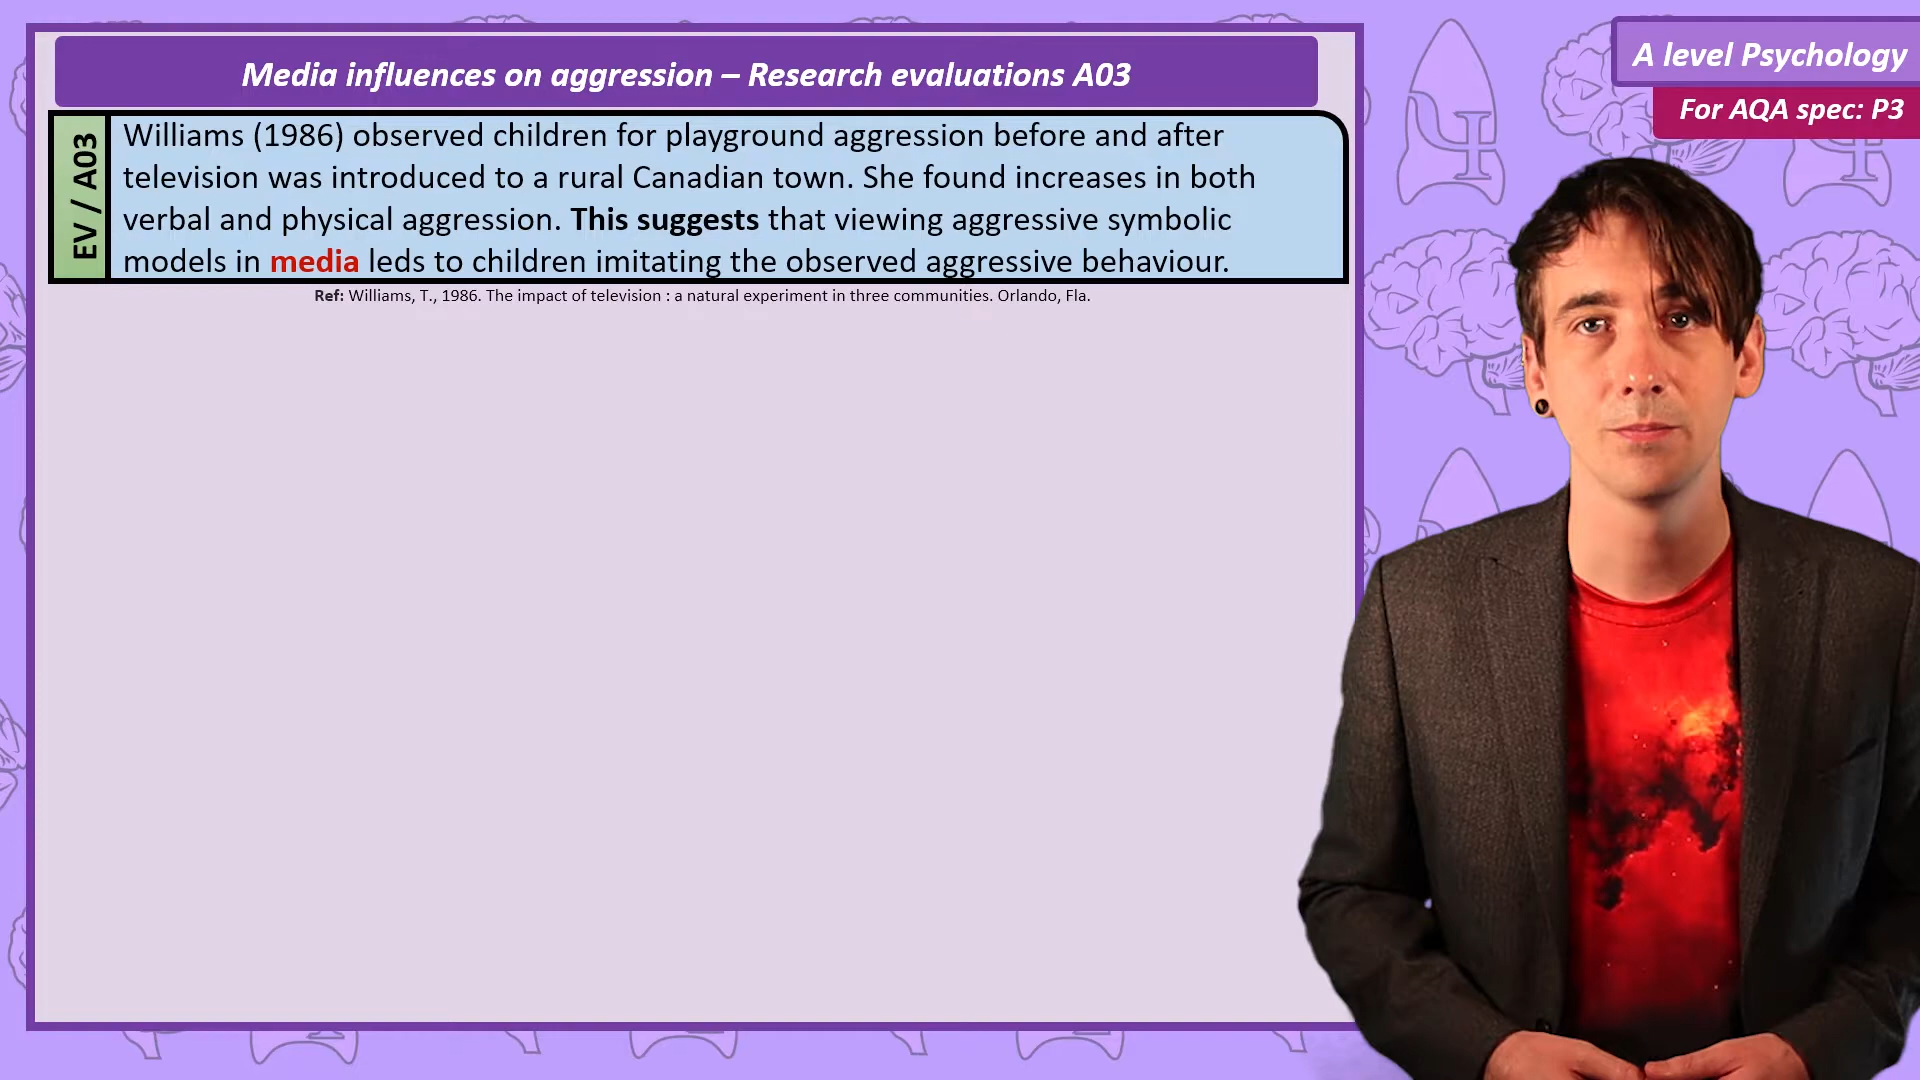 Media influences on aggression – Research evaluations A03
A level Psychology
For AQA spec: P3
EV / A03
Williams (1986) observed children for playground aggression before and after
television was introduced to a rural Canadian town. She found increases in both
verbal and physical aggression. This suggests that viewing aggressive symbolic
models in media leds to children imitating the observed aggressive behaviour.
Ref: Williams, T., 1986. The impact of television : a natural experiment in three communities. Orlando, Fla.